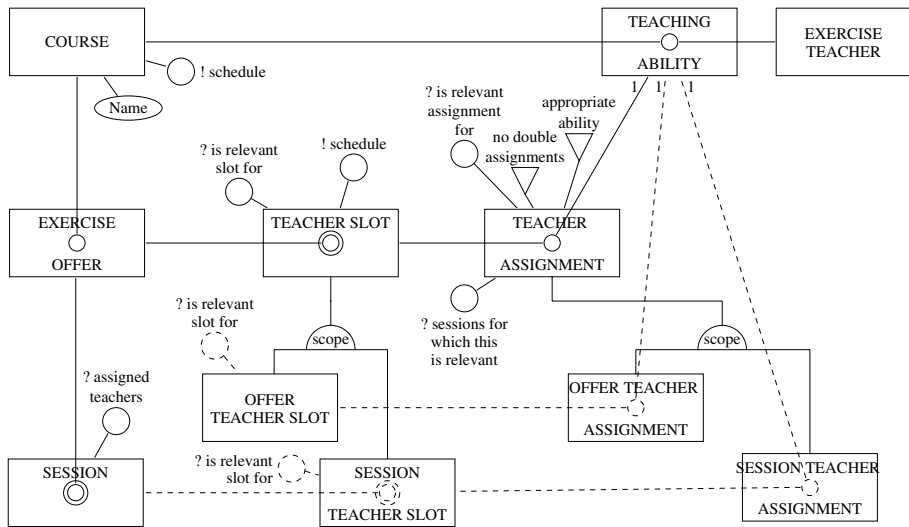 COURSE
! schedule
Name
TEACHING
ABILITY
1 1 1
EXERCISE
TEACHER
? is relevant
assignment
for
appropriate
ability
no double
assignments
? is relevant
slot for
! schedule
EXERCISE
OFFER
TEACHER SLOT
TEACHER
ASSIGNMENT
? sessions for
which this
is relevant
? is relevant
slot for
scope
scope
? assigned
teachers
OFFER
TEACHER SLOT
OFFER TEACHER
ASSIGNMENT
SESSION
? is relevant
slot for
SESSION
TEACHER SLOT
SESSION TEACHER
ASSIGNMENT